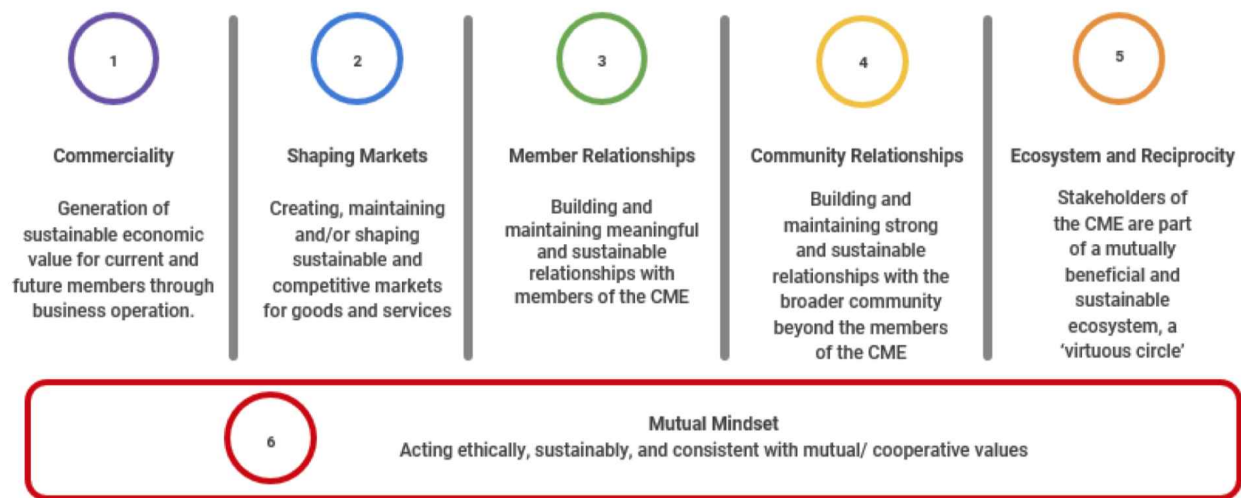 1
Commerciality
Generation of
sustainable economic
value for current and
future members through
business operation.
2
Shaping Markets
Creating, maintaining
and/or shaping
sustainable and
competitive markets
for goods and services
3
Member Relationships
Building and
maintaining meaningful
and sustainable
relationships with
members of the CME
4
Community Relationships
Building and
maintaining strong
and sustainable
relationships with the
broader community
beyond the members
of the CME
5
Ecosystem and Reciprocity
Stakeholders of
the CME are part
of a mutually
beneficial and
sustainable
ecosystem, a
‘virtuous circle’
6
Mutual Mindset
Acting ethically, sustainably, and consistent with mutual/ cooperative values